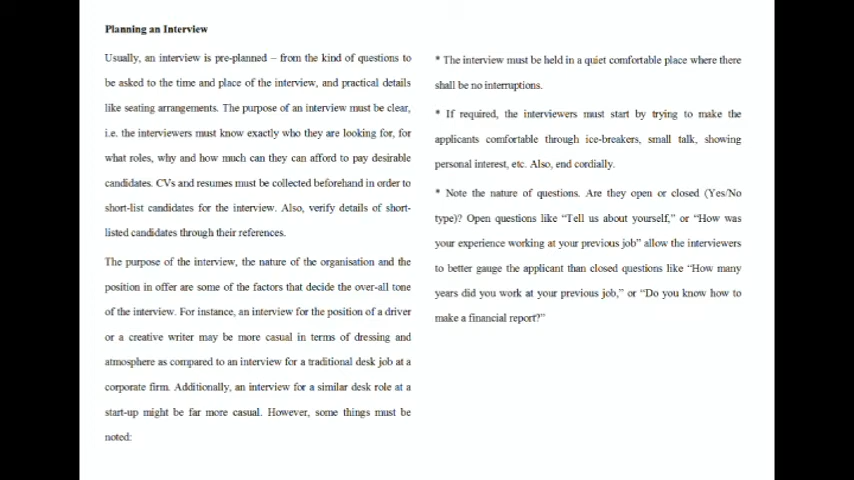 Planning an Interview
Usually, an interview is pre-planned – from the kind of questions to
be asked to the time and place of the interview, and practical details
like seating arrangements. The purpose of an interview must be clear,
i.e. the interviewers must know exactly who they are looking for, for
what roles, why and how much can they can afford to pay desirable
candidates. CVs and resumes must be collected beforehand in order to
short-list candidates for the interview. Also, verify details of short-
listed candidates through their references.
The purpose of the interview, the nature of the organisation and the
position in offer are some of the factors that decide the over-all tone
of the interview. For instance, an interview for the position of a driver
or a creative writer may be more casual in terms of dressing and
atmosphere as compared to an interview for a traditional desk job at a
corporate firm. Additionally, an interview for a similar desk role at a
start-up might be far more casual. However, some things must be
noted:
* The interview must be held in a quiet comfortable place where there
shall be no interruptions.
* If required, the interviewers must start by trying to make the
applicants comfortable through ice-breakers, small talk, showing
personal interest, etc. Also, end cordially.
* Note the nature of questions. Are they open or closed (Yes/No
type)? Open questions like “Tell us about yourself,” or “How was
your experience working at your previous job” allow the interviewers
to better gauge the applicant than closed questions like “How many
years did you work at your previous job,” or “Do you know how to
make a financial report?”